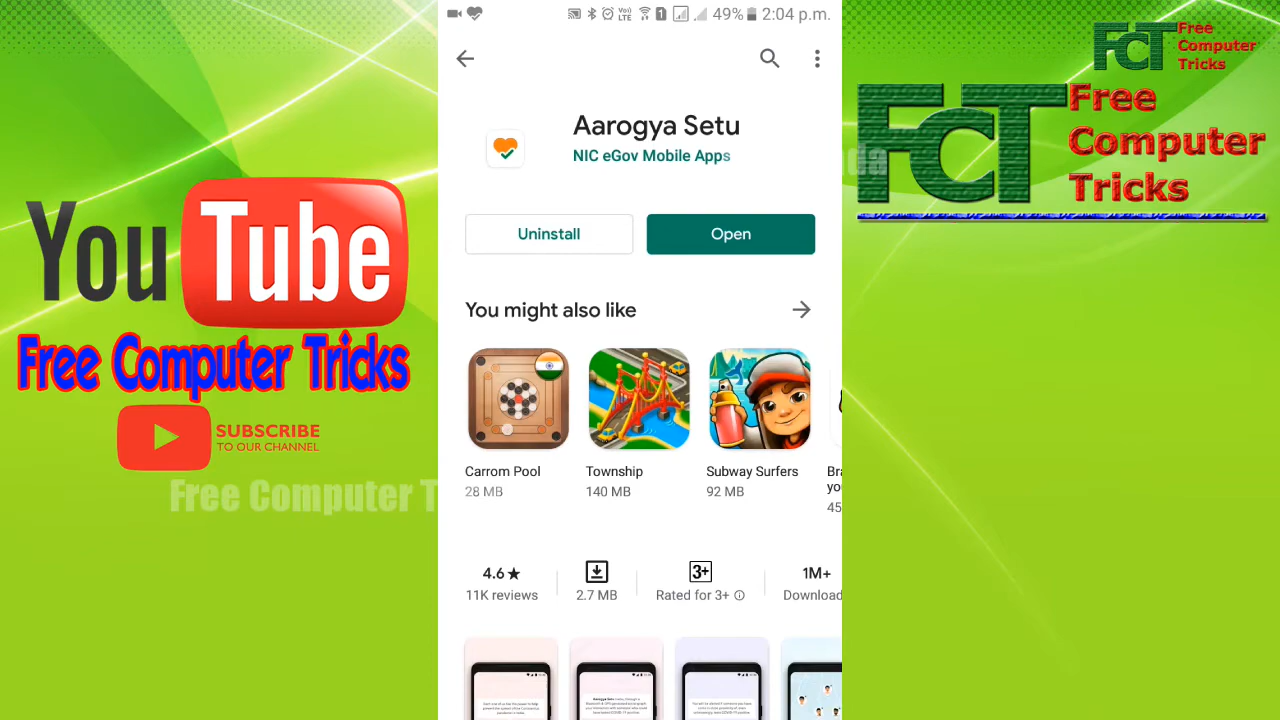 You Tube
Free Computer Tricks
SUBSCRIBE
TO OUR CHANNEL
Free Computer T
49% 2:04 p.m.
Aarogya Setu
NIC eGov Mobile Apps
Uninstall
Open
You might also like
Carrom Pool
28 MB
Township
140 MB
Subway Surfers
92 MB
Bra
yo
45
4.6★
11K reviews
2.7 MB
3+
Rated for 3+
1M+
Download
FcT Free
Computer
Tricks
FcT Free
Computer
Tricks